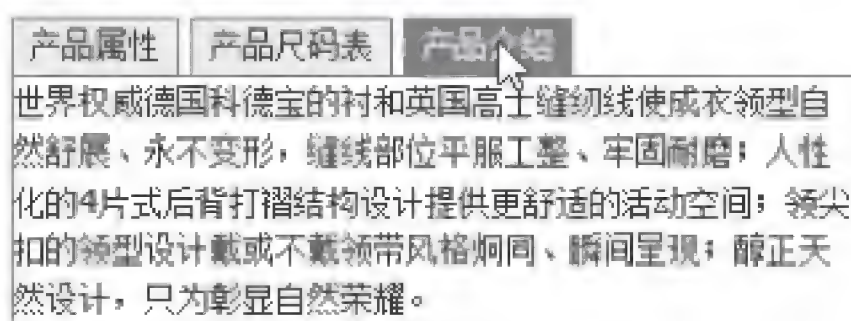 产品属性 产品尺码表 产品介绍
世界权威德国科德宝的衬和英国高士缝纫线使成衣领型自
然舒展、永不变形，缝线部位平服工整、牢固耐磨；人性
化的4片式后背打褶结构设计提供更舒适的活动空间；领尖
扣的领型设计戴或不戴领带风格炯同、瞬间呈现；醇正天
然设计，只为彰显自然荣耀。